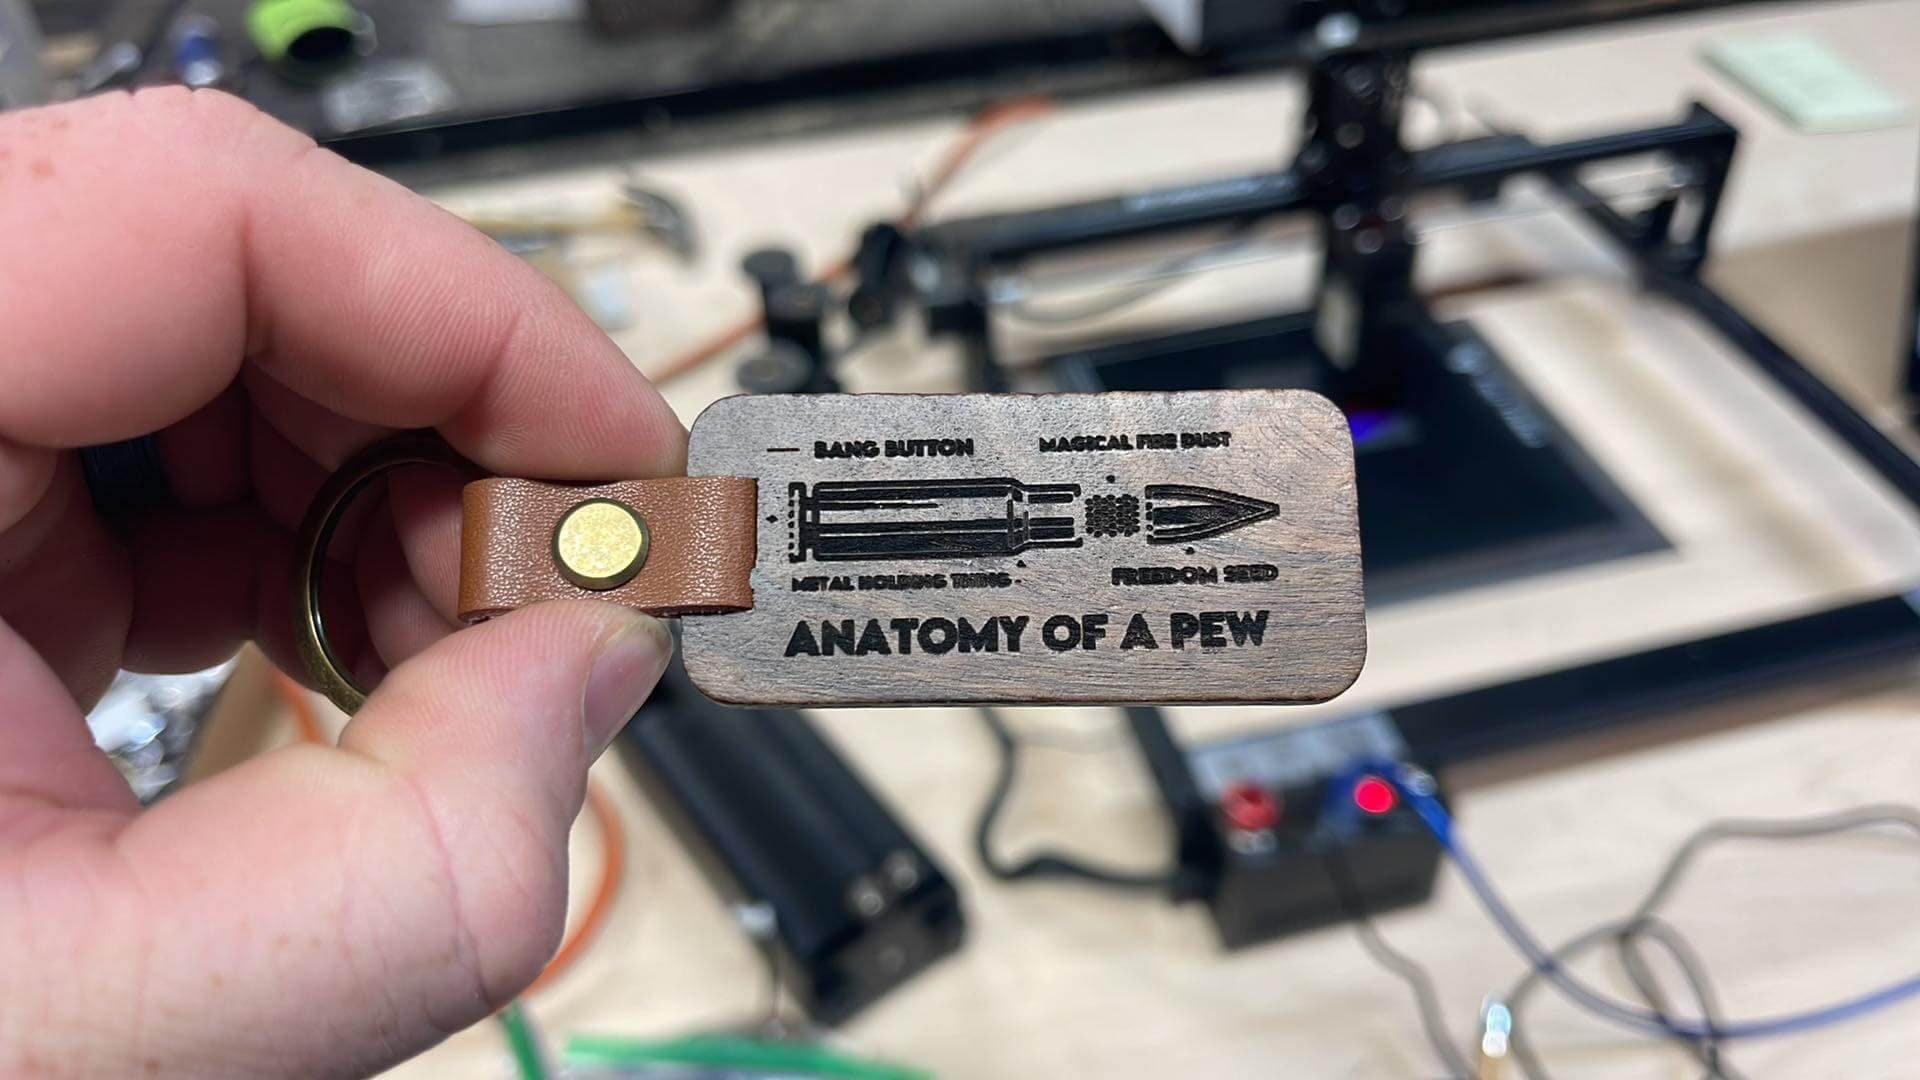 BANG BUTTON
MAGICAL FIRE DUST
METAL HOLDING THING
FREEDOM SEED
ANATOMY OF A PEW